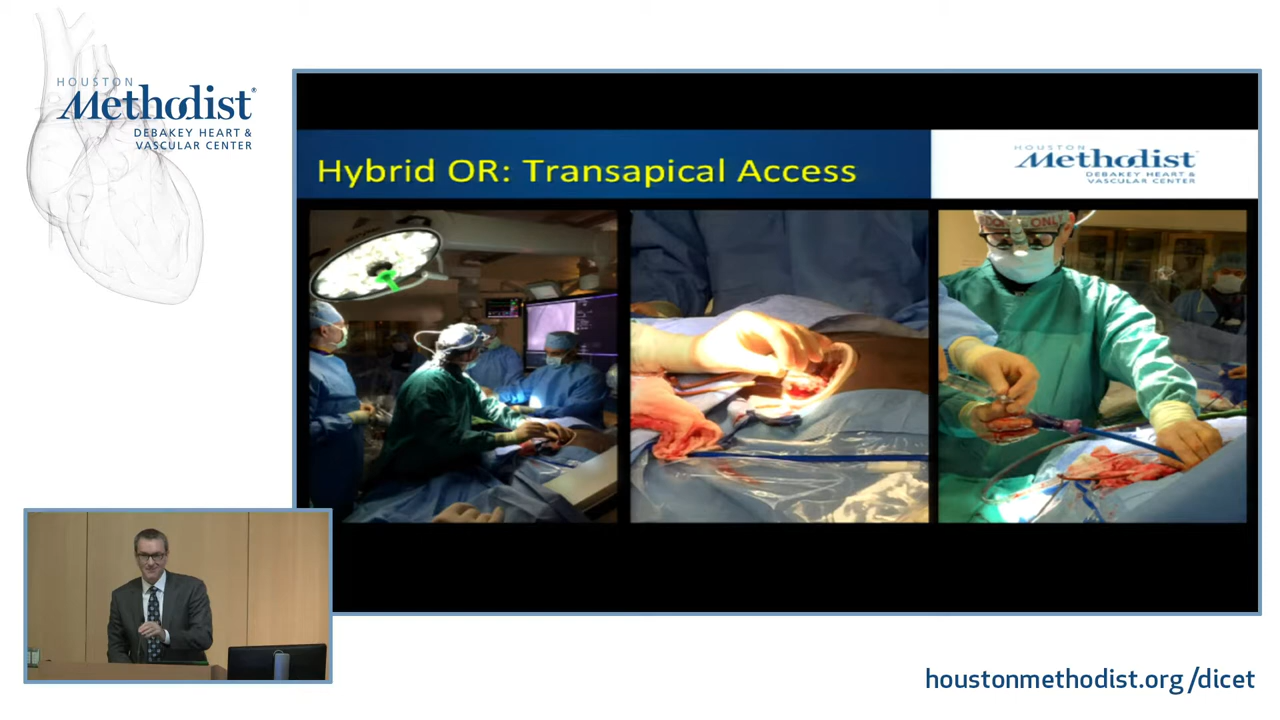 HOUSTON
Methodist®
DEBAKEY HEART &
VASCULAR CENTER
Hybrid OR: Transapical Access
HOUSTON
Methodist
DEBAKEY HEART &
VASCULAR CENTER
ONLY
houstonmethodist.org/dicet